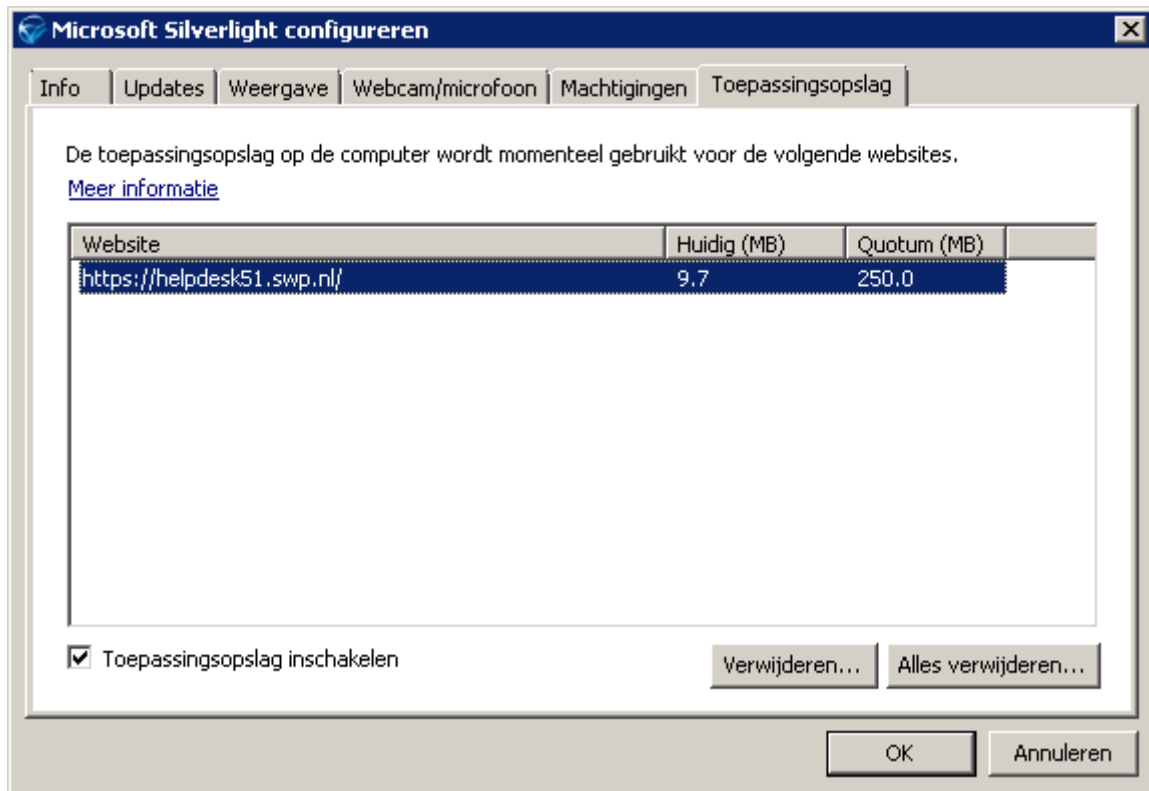 Microsoft Silverlight configureren
Info Updates Weergave Webcam/microfoon Machtigingen Toepassingsopslag
De toepassingsopslag op de computer wordt momenteel gebruikt voor de volgende websites.
Meer informatie
Website Huidig (MB) Quotum (MB)
https://helpdesk51.swp.nl/ 9.7 250.0
Toepassingsopslag inschakelen Verwijderen... Alles verwijderen...
OK Annuleren